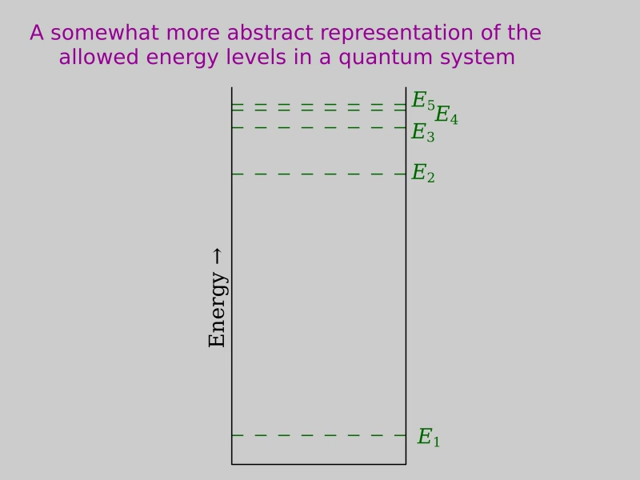 A somewhat more abstract representation of the
allowed energy levels in a quantum system
E₅
E₄
E₃
E₂
Energy →
E₁